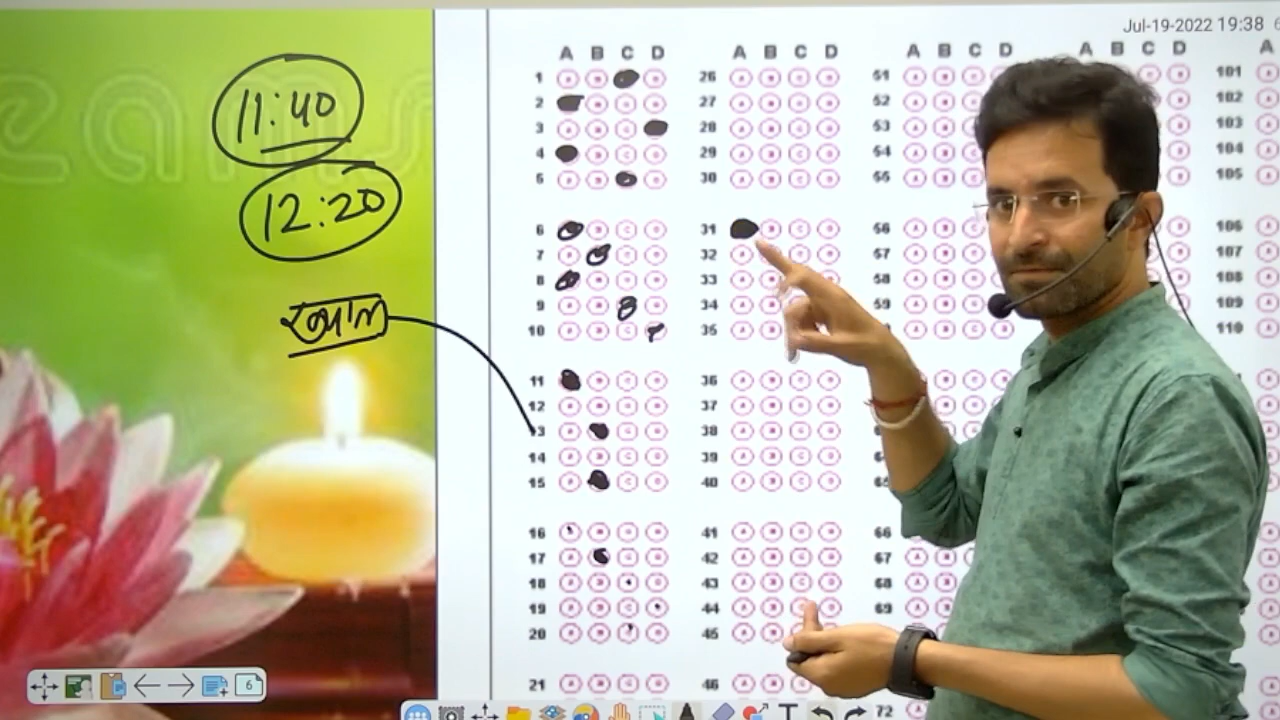 Jul-19-2022 19:38 6
eams
11:40
12:20
A B C D A B C D A B C D A B C D A
1 26 51 101
2 27 52 102
3 28 53 103
4 29 54 104
5 30 55 105
6 31 56 106
7 32 57 107
8 33 108
9 34 59 109
10 35 110
11 36
12 37
13 38
14 39
15 40 65
16 41 66
17 42 67
18 43 68
19 44 69
20 45
21 46
72
6
T